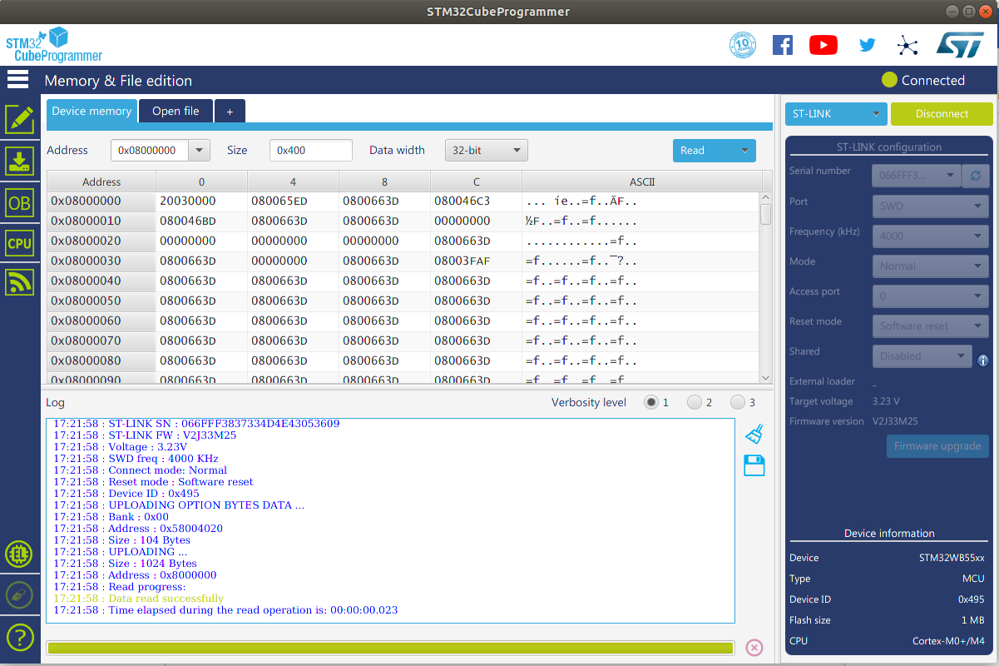 STM32CubeProgrammer
STM32
CubeProgrammer
10 YEARS
Memory & File edition
Connected
Device memory Open file +
ST-LINK Disconnect
Address 0x08000000 Size 0x400 Data width 32-bit Read
Address 0 4 8 C ASCII
0x08000000 20030000 080065ED 0800663D 080046C3 ... íe..=f..ÃF..
0x08000010 080046BD 0800663D 0800663D 00000000 ½F..=f..=f......
0x08000020 00000000 00000000 00000000 0800663D ............=f..
0x08000030 0800663D 00000000 0800663D 08003FAF =f......=f..¯?..
0x08000040 0800663D 0800663D 0800663D 0800663D =f..=f..=f..=f..
0x08000050 0800663D 0800663D 0800663D 0800663D =f..=f..=f..=f..
0x08000060 0800663D 0800663D 0800663D 0800663D =f..=f..=f..=f..
0x08000070 0800663D 0800663D 0800663D 0800663D =f..=f..=f..=f..
0x08000080 0800663D 0800663D 0800663D 0800663D =f..=f..=f..=f..
0x08000090 0800663D 0800663D 0800663D 0800663D =f..=f..=f..=f..
Log Verbosity level 1 2 3
17:21:58 : ST-LINK SN : 066FFF3837334D4E43053609
17:21:58 : ST-LINK FW : V2J33M25
17:21:58 : Voltage : 3.23V
17:21:58 : SWD freq : 4000 KHz
17:21:58 : Connect mode: Normal
17:21:58 : Reset mode : Software reset
17:21:58 : Device ID : 0x495
17:21:58 : UPLOADING OPTION BYTES DATA ...
17:21:58 : Bank : 0x00
17:21:58 : Address : 0x58004020
17:21:58 : Size : 104 Bytes
17:21:58 : UPLOADING ...
17:21:58 : Size : 1024 Bytes
17:21:58 : Address : 0x8000000
17:21:58 : Read progress:
17:21:58 : Data read successfully
17:21:58 : Time elapsed during the read operation is: 00:00:00.023
OB
CPU
ST-LINK configuration
Serial number 066FFF3...
Port SWD
Frequency (kHz) 4000
Mode Normal
Access port 0
Reset mode Software reset
Shared Disabled
External loader _
Target voltage 3.23 V
Firmware version V2J33M25
Firmware upgrade
Device information
Device STM32WB55xx
Type MCU
Device ID 0x495
Flash size 1 MB
CPU Cortex-M0+/M4